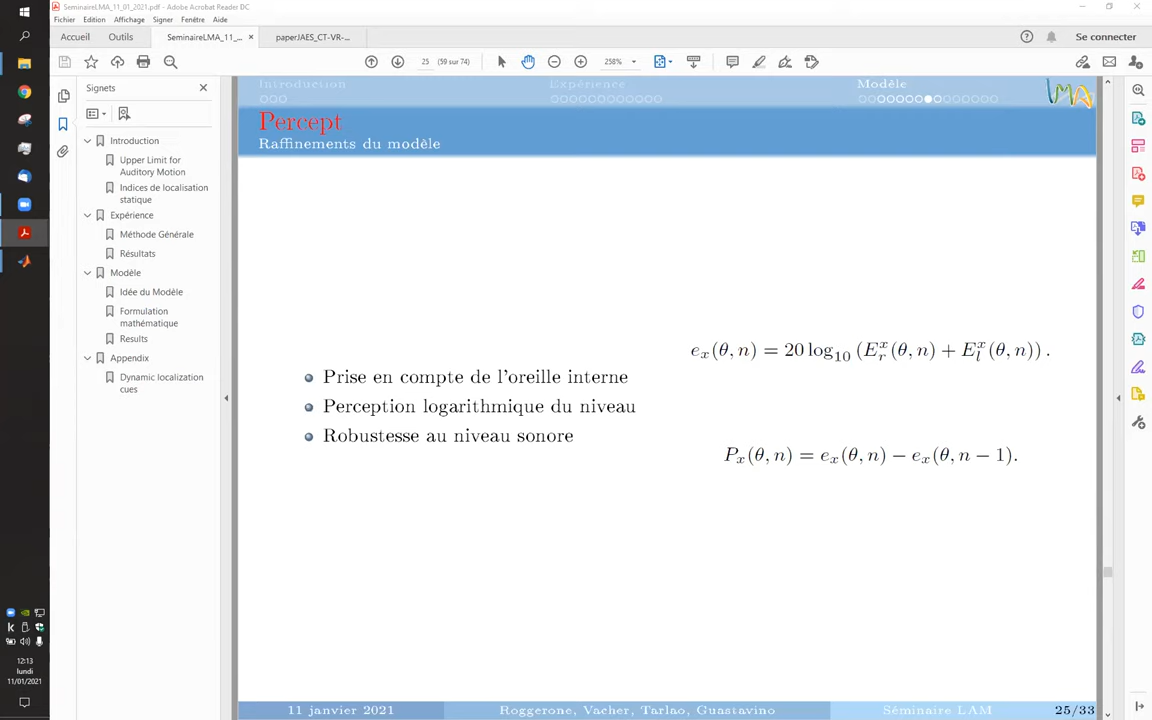 SeminaireLMA_11_01_2021.pdf - Adobe Acrobat Reader DC
Fichier Edition Affichage Signer Fenêtre Aide
Accueil Outils SeminaireLMA_11_... × paperJAES_CT-VR-... Se connecter
25 (59 sur 74) 258%
Signets
Introduction
Upper Limit for
Auditory Motion
Indices de localisation
statique
Expérience
Méthode Générale
Résultats
Modèle
Idée du Modèle
Formulation
mathématique
Results
Appendix
Dynamic localization
cues
Introduction Expérience Modèle
LMA
Percept
Raffinements du modèle
e_x(θ, n) = 20 log_10 (E_r^x(θ, n) + E_l^x(θ, n)) .
Prise en compte de l'oreille interne
Perception logarithmique du niveau
Robustesse au niveau sonore
P_x(θ, n) = e_x(θ, n) − e_x(θ, n − 1).
11 janvier 2021 Roggerone, Vacher, Tarlao, Guastavino Séminaire LAM 25/33
12:13
lundi
11/01/2021